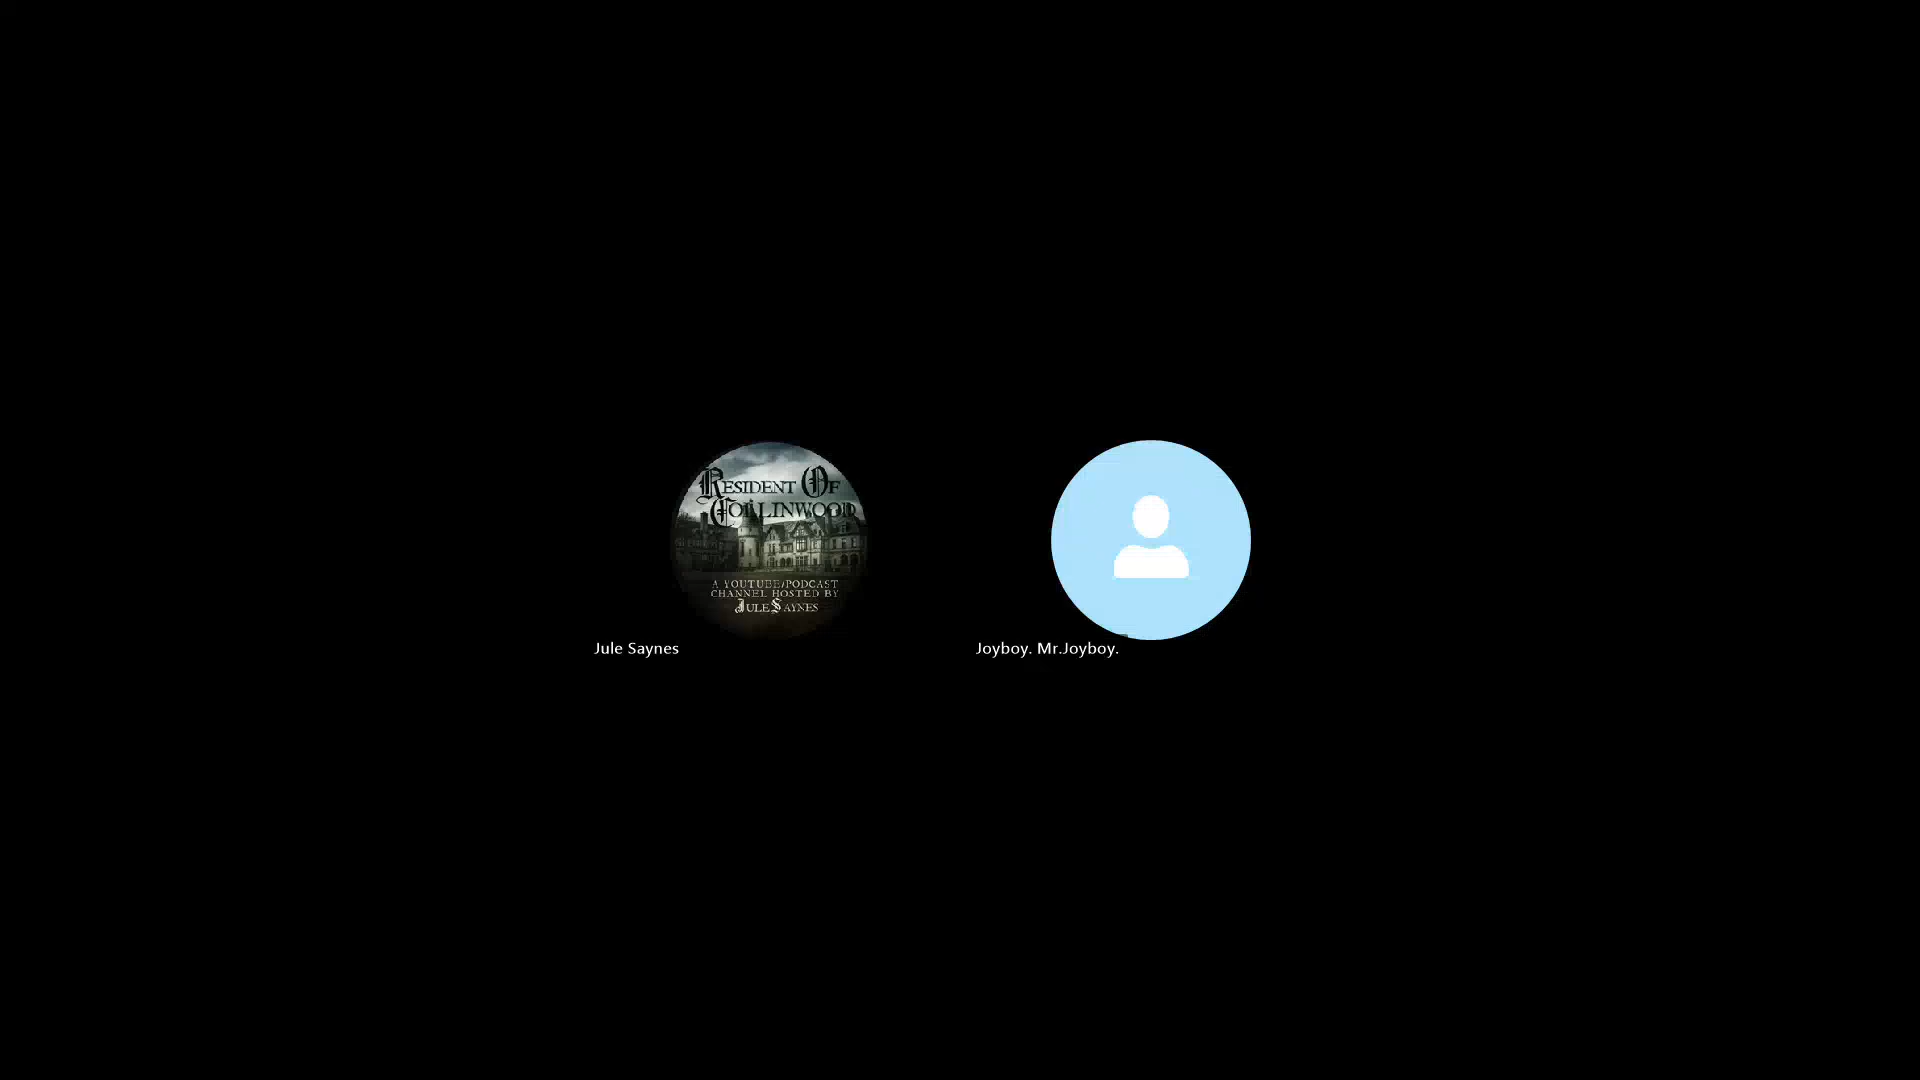 Resident Of
Collinwood
A YouTube/Podcast
Channel Hosted By
Jule Saynes
Jule Saynes
Joyboy. Mr.Joyboy.